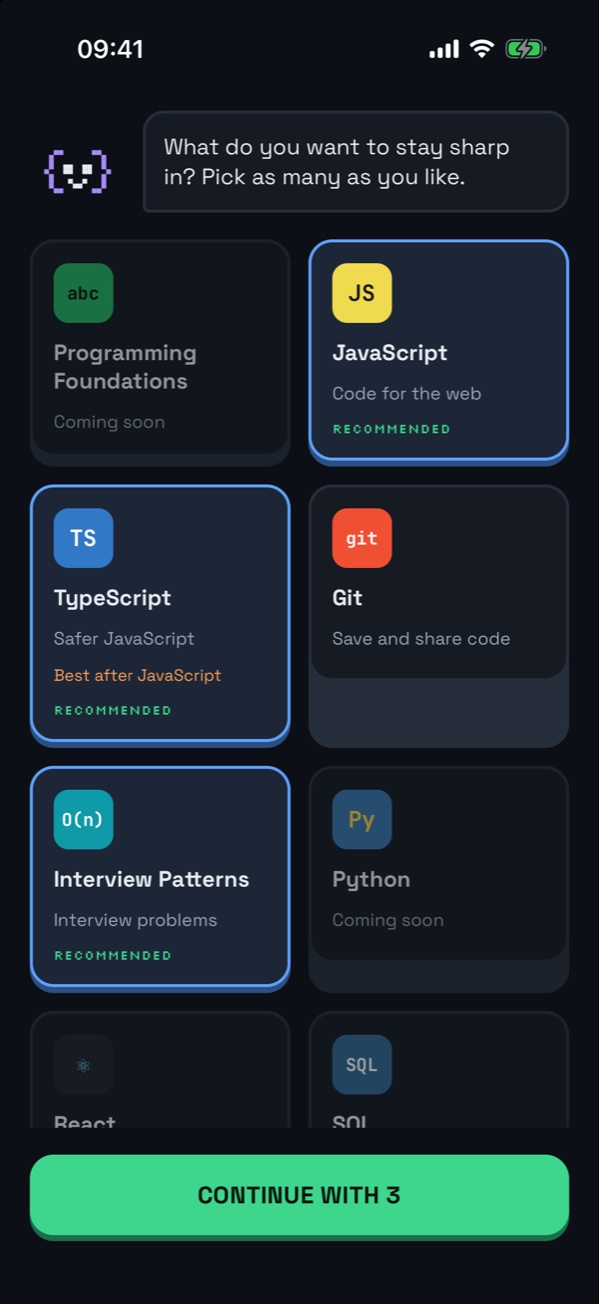 09:41
What do you want to stay sharp
in? Pick as many as you like.
abc
Programming
Foundations
Coming soon
JS
JavaScript
Code for the web
RECOMMENDED
TS
TypeScript
Safer JavaScript
Best after JavaScript
RECOMMENDED
git
Git
Save and share code
O(n)
Interview Patterns
Interview problems
RECOMMENDED
Py
Python
Coming soon
React
SQL
SQL
CONTINUE WITH 3